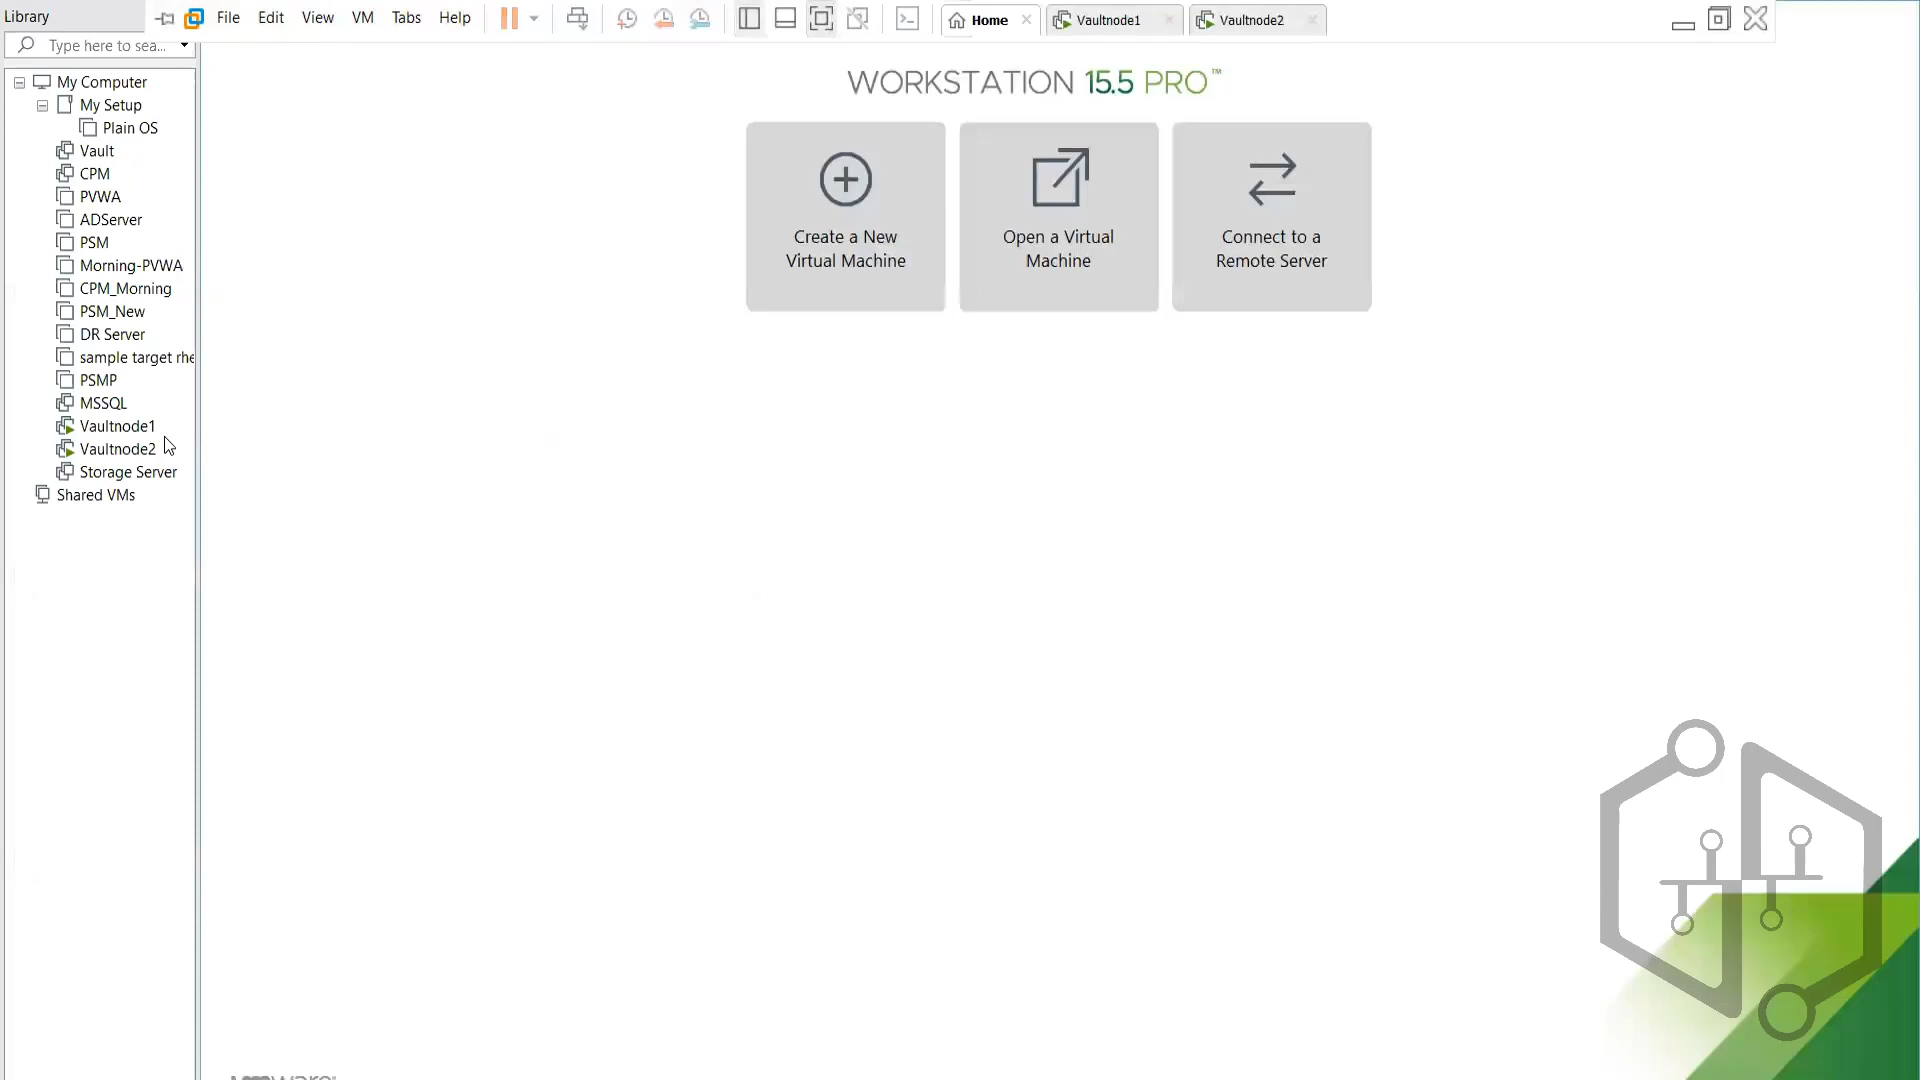 Library
File Edit View VM Tabs Help
Home
Vaultnode1
Vaultnode2
Type here to sea...
WORKSTATION 15.5 PRO™
My Computer
My Setup
Plain OS
Vault
CPM
PVWA
ADServer
PSM
Morning-PVWA
CPM_Morning
PSM_New
DR Server
sample target rhe
PSMP
MSSQL
Vaultnode1
Vaultnode2
Storage Server
Shared VMs
Create a New
Virtual Machine
Open a Virtual
Machine
Connect to a
Remote Server